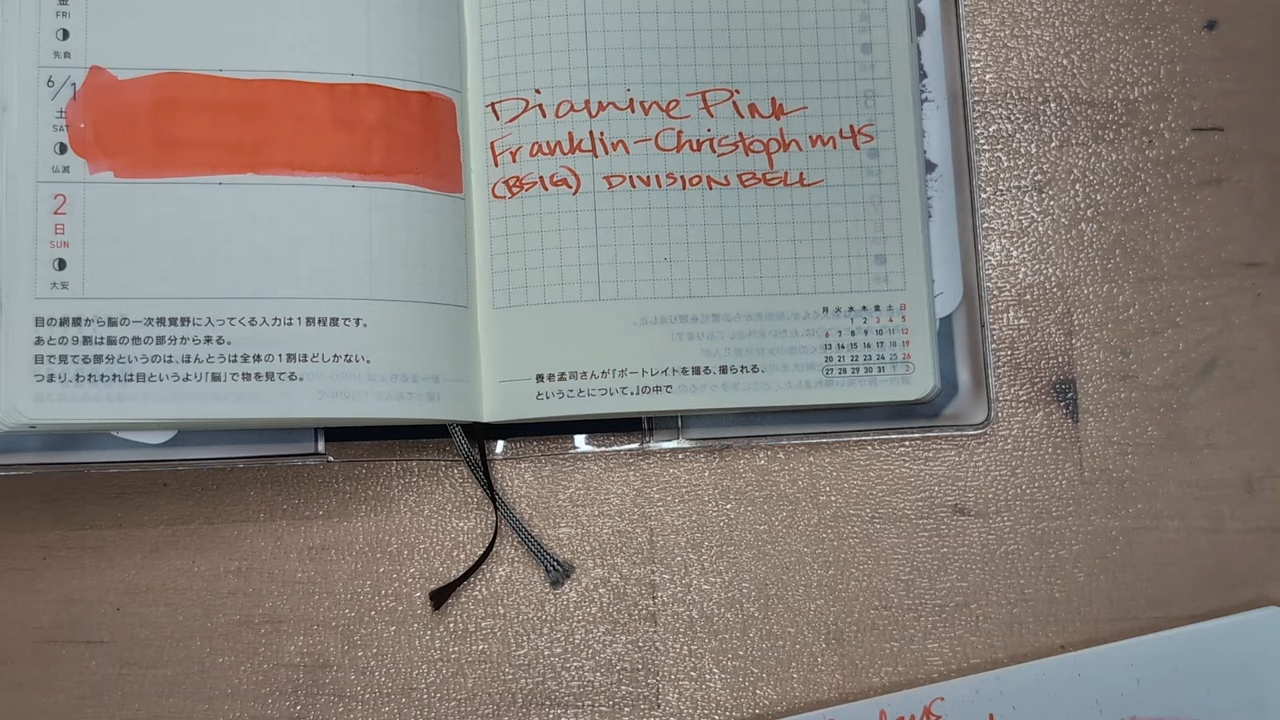 金
FRI
先負
6/1
土
SAT
仏滅
2
日
SUN
大安
目の網膜から脳の一次視覚野に入ってくる入力は1割程度です。
あとの9割は脳の他の部分から来る。
目で見てる部分というのは、ほんとうは全体の1割ほどしかない。
つまり、われわれは目というより「脳」で物を見てる。
Diamine Pink
Franklin-Christoph m45
(BSIG) DIVISION BELL
月 火 水 木 金 土 日
1 2 3 4 5
6 7 8 9 10 11 12
13 14 15 16 17 18 19
20 21 22 23 24 25 26
27 28 29 30 31 1 2
養老孟司さんが『ポートレイトを撮る、撮られる、
ということについて。』の中で